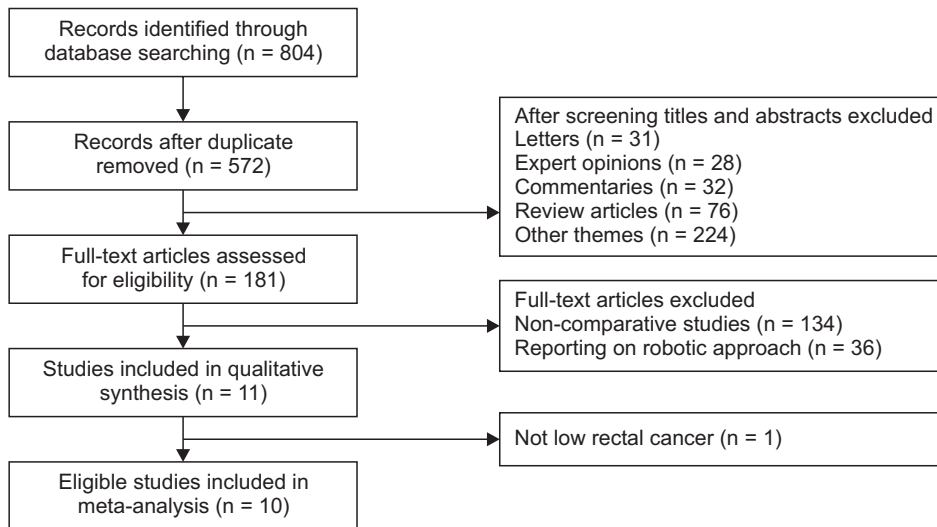 Records identified through
database searching (n = 804)
Records after duplicate
removed (n = 572)
After screening titles and abstracts excluded
Letters (n = 31)
Expert opinions (n = 28)
Commentaries (n = 32)
Review articles (n = 76)
Other themes (n = 224)
Full-text articles assessed
for eligibility (n = 181)
Full-text articles excluded
Non-comparative studies (n = 134)
Reporting on robotic approach (n = 36)
Studies included in qualitative
synthesis (n = 11)
Not low rectal cancer (n = 1)
Eligible studies included in
meta-analysis (n = 10)